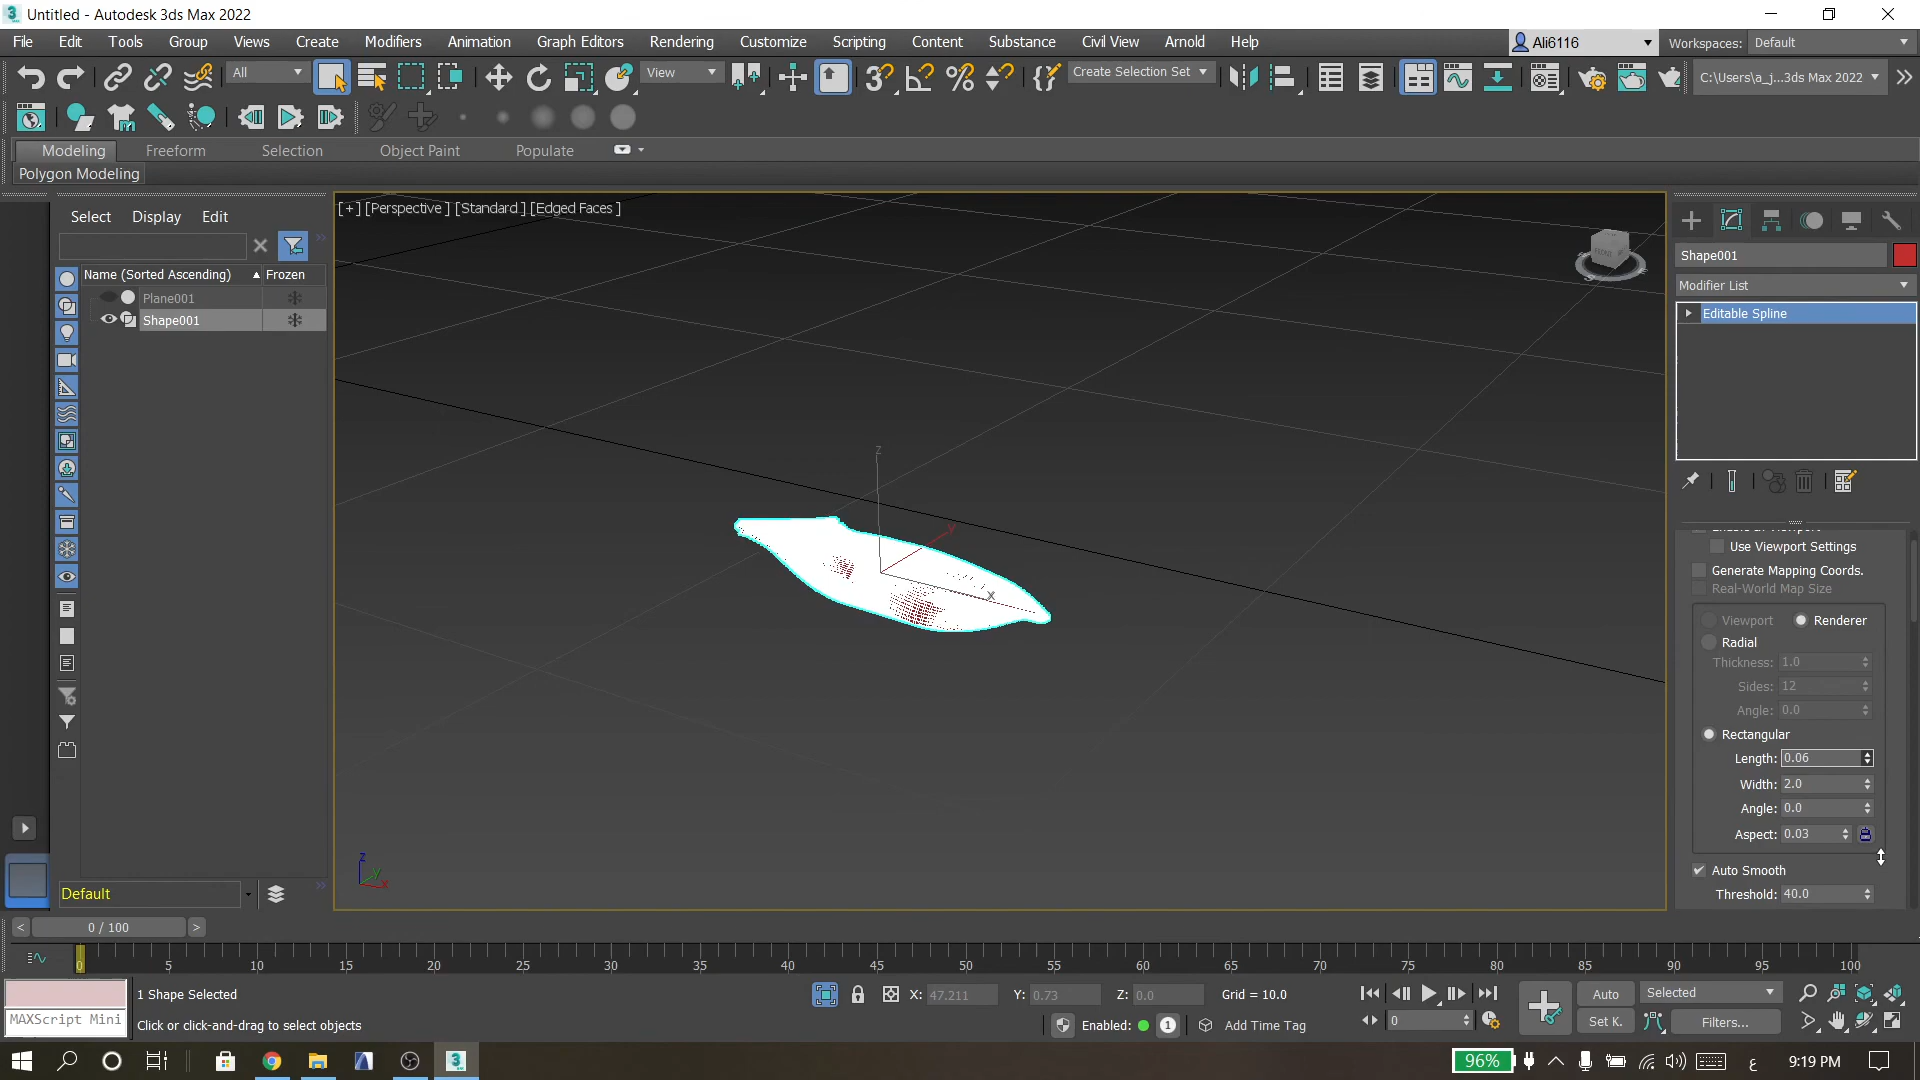 Untitled - Autodesk 3ds Max 2022
File Edit Tools Group Views Create Modifiers Animation Graph Editors Rendering Customize Scripting Content Substance Civil View Arnold Help
Ali6116 Workspaces: Default
All View Create Selection Set C:\Users\a_j...3ds Max 2022
Modeling Freeform Selection Object Paint Populate
Polygon Modeling
Select Display Edit
[+] [Perspective ] [Standard ] [Edged Faces ]
Name (Sorted Ascending) Frozen
Plane001
Shape001
Shape001
Modifier List
Editable Spline
Use Viewport Settings
Generate Mapping Coords.
Real-World Map Size
Viewport Renderer
Radial
Thickness: 1.0
Sides: 12
Angle: 0.0
Rectangular
Length: 0.06
Width: 2.0
Angle: 0.0
Aspect: 0.03
Auto Smooth
Threshold: 40.0
z
x
z
y
x
Default
< 0 / 100 >
0 5 10 15 20 25 30 35 40 45 50 55 60 65 70 75 80 85 90 95 100
1 Shape Selected X: 47.211 Y: 0.73 Z: 0.0 Grid = 10.0 Auto Selected
MAXScript Mini Click or click-and-drag to select objects Enabled: 1 Add Time Tag 0 Set K. Filters...
96% ع 9:19 PM